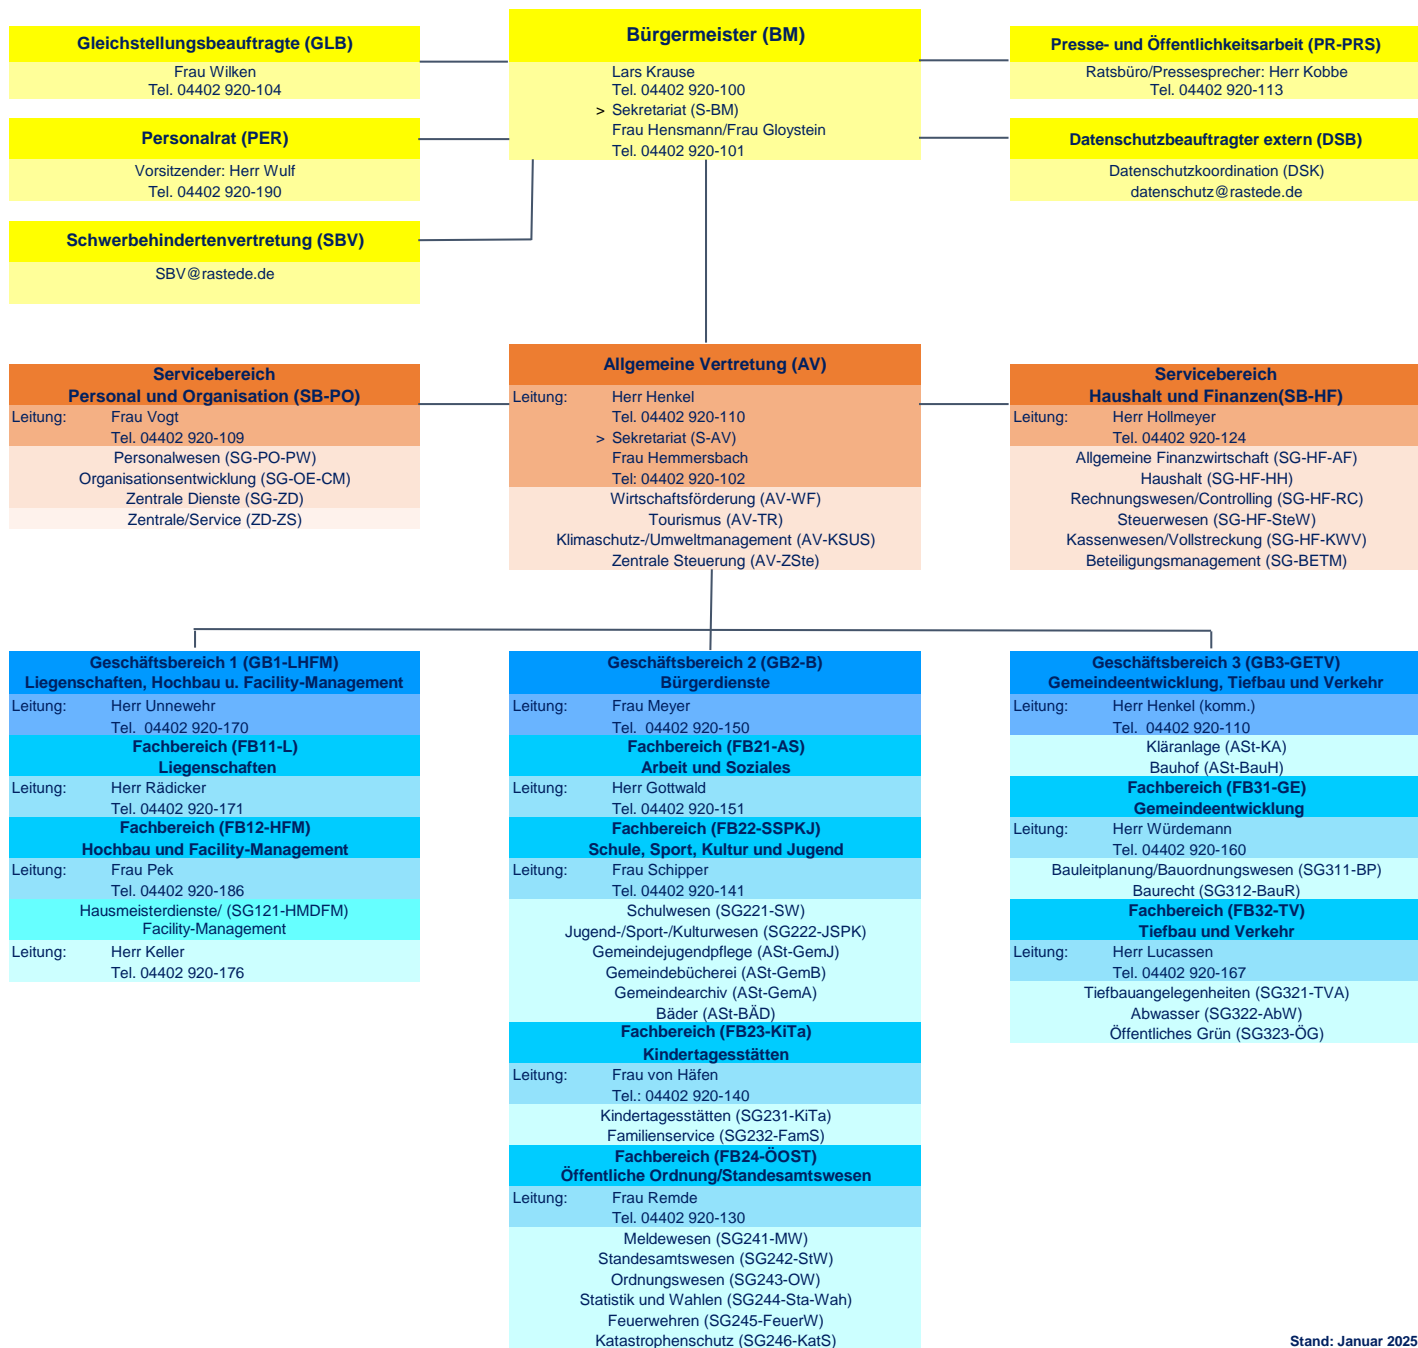 Gleichstellungsbeauftragte (GLB)
Frau Wilken
Tel. 04402 920-104
Bürgermeister (BM)
Lars Krause
Tel. 04402 920-100
> Sekretariat (S-BM)
Frau Hensmann/Frau Gloystein
Tel. 04402 920-101
Presse- und Öffentlichkeitsarbeit (PR-PRS)
Ratsbüro/Pressesprecher: Herr Kobbe
Tel. 04402 920-113
Personalrat (PER)
Vorsitzender: Herr Wulf
Tel. 04402 920-190
Datenschutzbeauftragter extern (DSB)
Datenschutzkoordination (DSK)
datenschutz@rastede.de
Schwerbehindertenvertretung (SBV)
SBV@rastede.de
Servicebereich
Personal und Organisation (SB-PO)
Leitung: Frau Vogt
Tel. 04402 920-109
Personalwesen (SG-PO-PW)
Organisationsentwicklung (SG-OE-CM)
Zentrale Dienste (SG-ZD)
Zentrale/Service (ZD-ZS)
Allgemeine Vertretung (AV)
Leitung: Herr Henkel
Tel. 04402 920-110
> Sekretariat (S-AV)
Frau Hemmersbach
Tel: 04402 920-102
Wirtschaftsförderung (AV-WF)
Tourismus (AV-TR)
Klimaschutz-/Umweltmanagement (AV-KSUS)
Zentrale Steuerung (AV-ZSte)
Servicebereich
Haushalt und Finanzen(SB-HF)
Leitung: Herr Hollmeyer
Tel. 04402 920-124
Allgemeine Finanzwirtschaft (SG-HF-AF)
Haushalt (SG-HF-HH)
Rechnungswesen/Controlling (SG-HF-RC)
Steuerwesen (SG-HF-SteW)
Kassenwesen/Vollstreckung (SG-HF-KWV)
Beteiligungsmanagement (SG-BETM)
Geschäftsbereich 1 (GB1-LHFM)
Liegenschaften, Hochbau u. Facility-Management
Leitung: Herr Unnewehr
Tel. 04402 920-170
Fachbereich (FB11-L)
Liegenschaften
Leitung: Herr Rädicker
Tel. 04402 920-171
Fachbereich (FB12-HFM)
Hochbau und Facility-Management
Leitung: Frau Pek
Tel. 04402 920-186
Hausmeisterdienste/ (SG121-HMDFM)
Facility-Management
Leitung: Herr Keller
Tel. 04402 920-176
Geschäftsbereich 2 (GB2-B)
Bürgerdienste
Leitung: Frau Meyer
Tel. 04402 920-150
Fachbereich (FB21-AS)
Arbeit und Soziales
Leitung: Herr Gottwald
Tel. 04402 920-151
Fachbereich (FB22-SSPKJ)
Schule, Sport, Kultur und Jugend
Leitung: Frau Schipper
Tel. 04402 920-141
Schulwesen (SG221-SW)
Jugend-/Sport-/Kulturwesen (SG222-JSPK)
Gemeindejugendpflege (ASt-GemJ)
Gemeindebücherei (ASt-GemB)
Gemeindearchiv (ASt-GemA)
Bäder (ASt-BÄD)
Fachbereich (FB23-KiTa)
Kindertagesstätten
Leitung: Frau von Häfen
Tel.: 04402 920-140
Kindertagesstätten (SG231-KiTa)
Familienservice (SG232-FamS)
Fachbereich (FB24-ÖOST)
Öffentliche Ordnung/Standesamtswesen
Leitung: Frau Remde
Tel. 04402 920-130
Meldewesen (SG241-MW)
Standesamtswesen (SG242-StW)
Ordnungswesen (SG243-OW)
Statistik und Wahlen (SG244-Sta-Wah)
Feuerwehren (SG245-FeuerW)
Katastrophenschutz (SG246-KatS)
Geschäftsbereich 3 (GB3-GETV)
Gemeindeentwicklung, Tiefbau und Verkehr
Leitung: Herr Henkel (komm.)
Tel. 04402 920-110
Kläranlage (ASt-KA)
Bauhof (ASt-BauH)
Fachbereich (FB31-GE)
Gemeindeentwicklung
Leitung: Herr Würdemann
Tel. 04402 920-160
Bauleitplanung/Bauordnungswesen (SG311-BP)
Baurecht (SG312-BauR)
Fachbereich (FB32-TV)
Tiefbau und Verkehr
Leitung: Herr Lucassen
Tel. 04402 920-167
Tiefbauangelegenheiten (SG321-TVA)
Abwasser (SG322-AbW)
Öffentliches Grün (SG323-ÖG)
Stand: Januar 2025